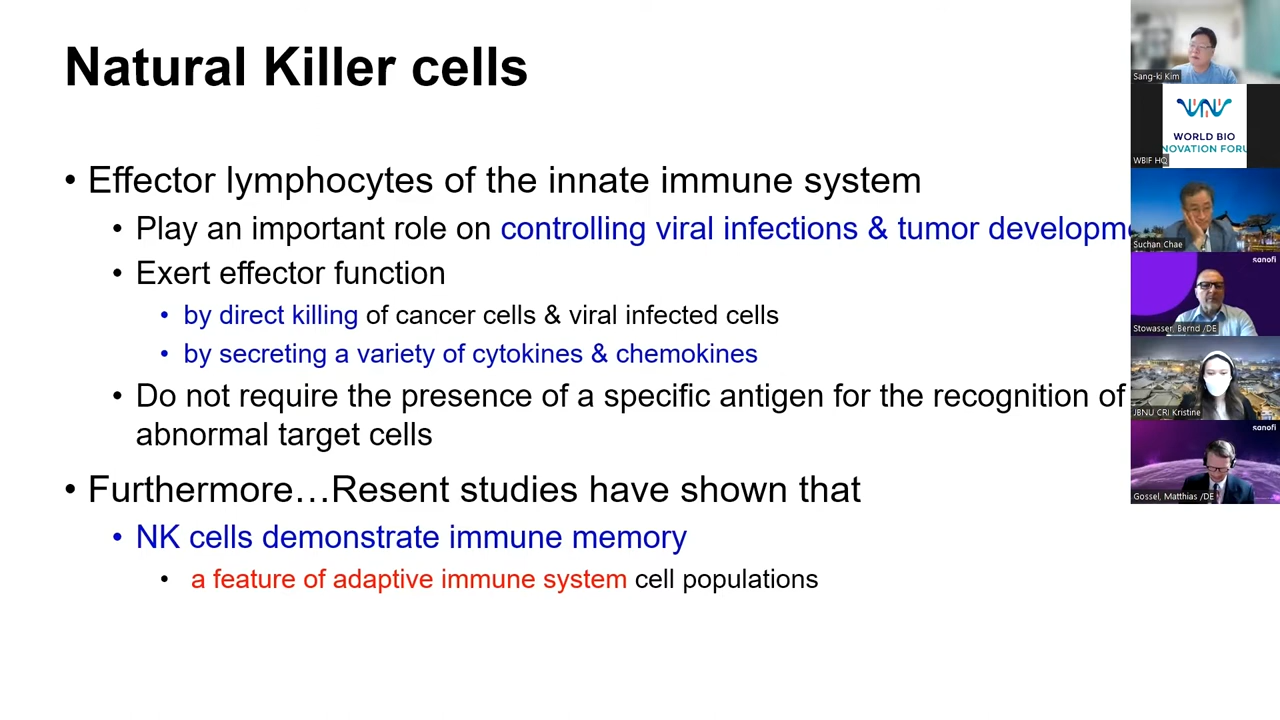 Natural Killer cells
• Effector lymphocytes of the innate immune system
• Play an important role on controlling viral infections & tumor developme
• Exert effector function
• by direct killing of cancer cells & viral infected cells
• by secreting a variety of cytokines & chemokines
• Do not require the presence of a specific antigen for the recognition of
abnormal target cells
• Furthermore…Resent studies have shown that
• NK cells demonstrate immune memory
• a feature of adaptive immune system cell populations
Sang-ki Kim
WORLD BIO
NOVATION FORU
WBIF HQ
Suchan Chae
sanofi
Stowasser, Bernd /DE
JBNU CRI Kristine
sanofi
Gossel, Matthias /DE